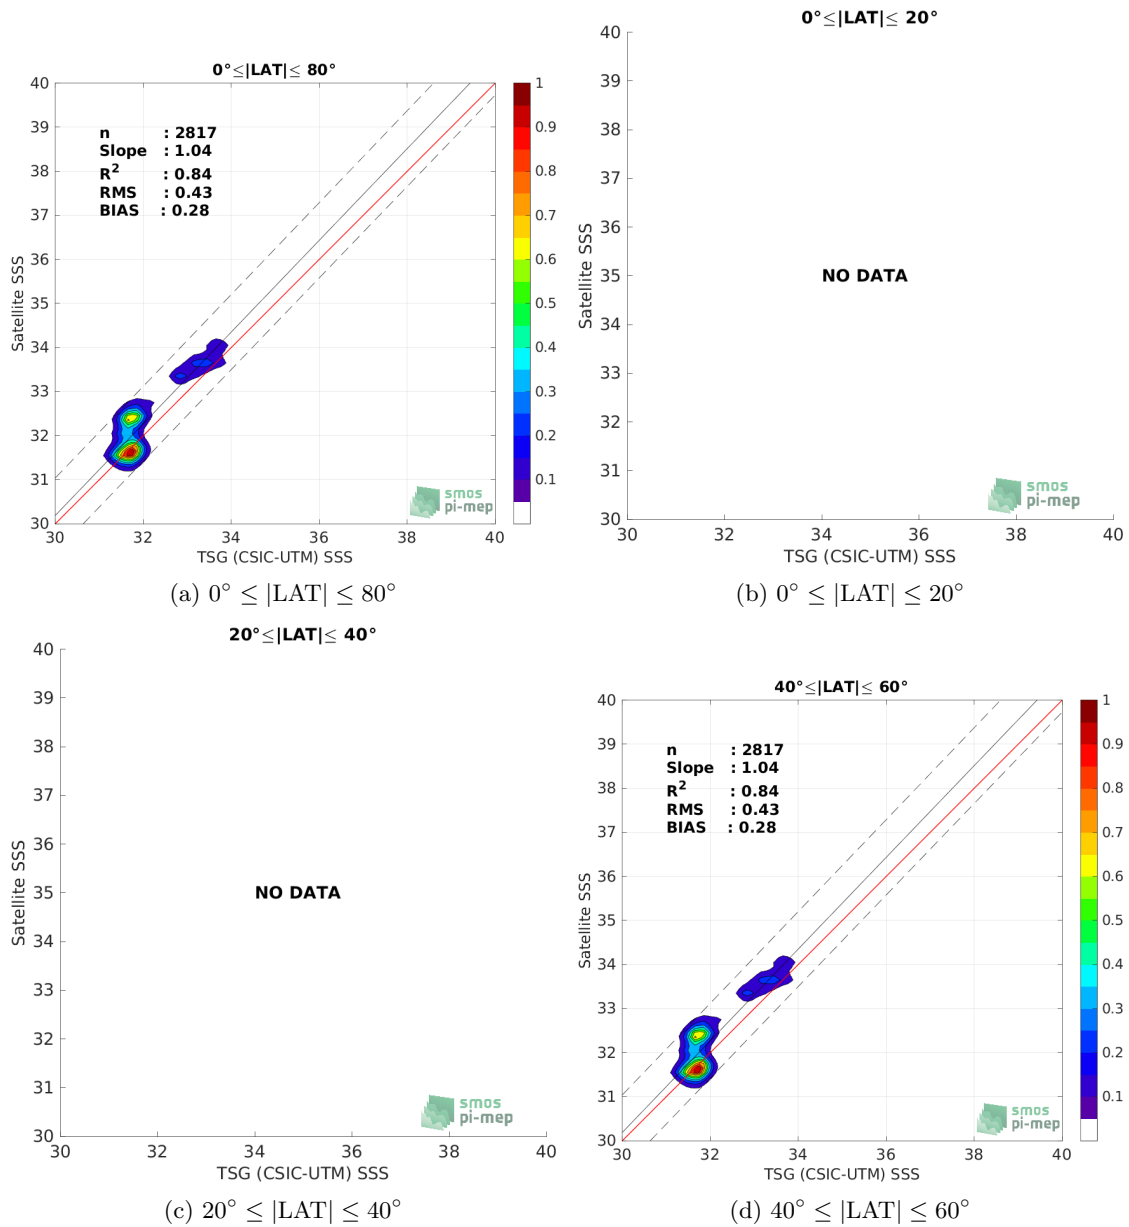 0°≤|LAT|≤ 80°
40
39
38
37
36
35
34
33
32
31
30
n : 2817
Slope : 1.04
R² : 0.84
RMS : 0.43
BIAS : 0.28
Satellite SSS
30 32 34 36 38 40
TSG (CSIC-UTM) SSS
smos
pi-mep
1
0.9
0.8
0.7
0.6
0.5
0.4
0.3
0.2
0.1
(a) 0° ≤ |LAT| ≤ 80°
0°≤|LAT|≤ 20°
40
39
38
37
36
35
34
33
32
31
30
Satellite SSS
NO DATA
smos
pi-mep
30 32 34 36 38 40
TSG (CSIC-UTM) SSS
(b) 0° ≤ |LAT| ≤ 20°
20°≤|LAT|≤ 40°
40
39
38
37
36
35
34
33
32
31
30
Satellite SSS
NO DATA
smos
pi-mep
30 32 34 36 38 40
TSG (CSIC-UTM) SSS
(c) 20° ≤ |LAT| ≤ 40°
40°≤|LAT|≤ 60°
40
39
38
37
36
35
34
33
32
31
30
n : 2817
Slope : 1.04
R² : 0.84
RMS : 0.43
BIAS : 0.28
Satellite SSS
smos
pi-mep
30 32 34 36 38 40
TSG (CSIC-UTM) SSS
1
0.9
0.8
0.7
0.6
0.5
0.4
0.3
0.2
0.1
(d) 40° ≤ |LAT| ≤ 60°